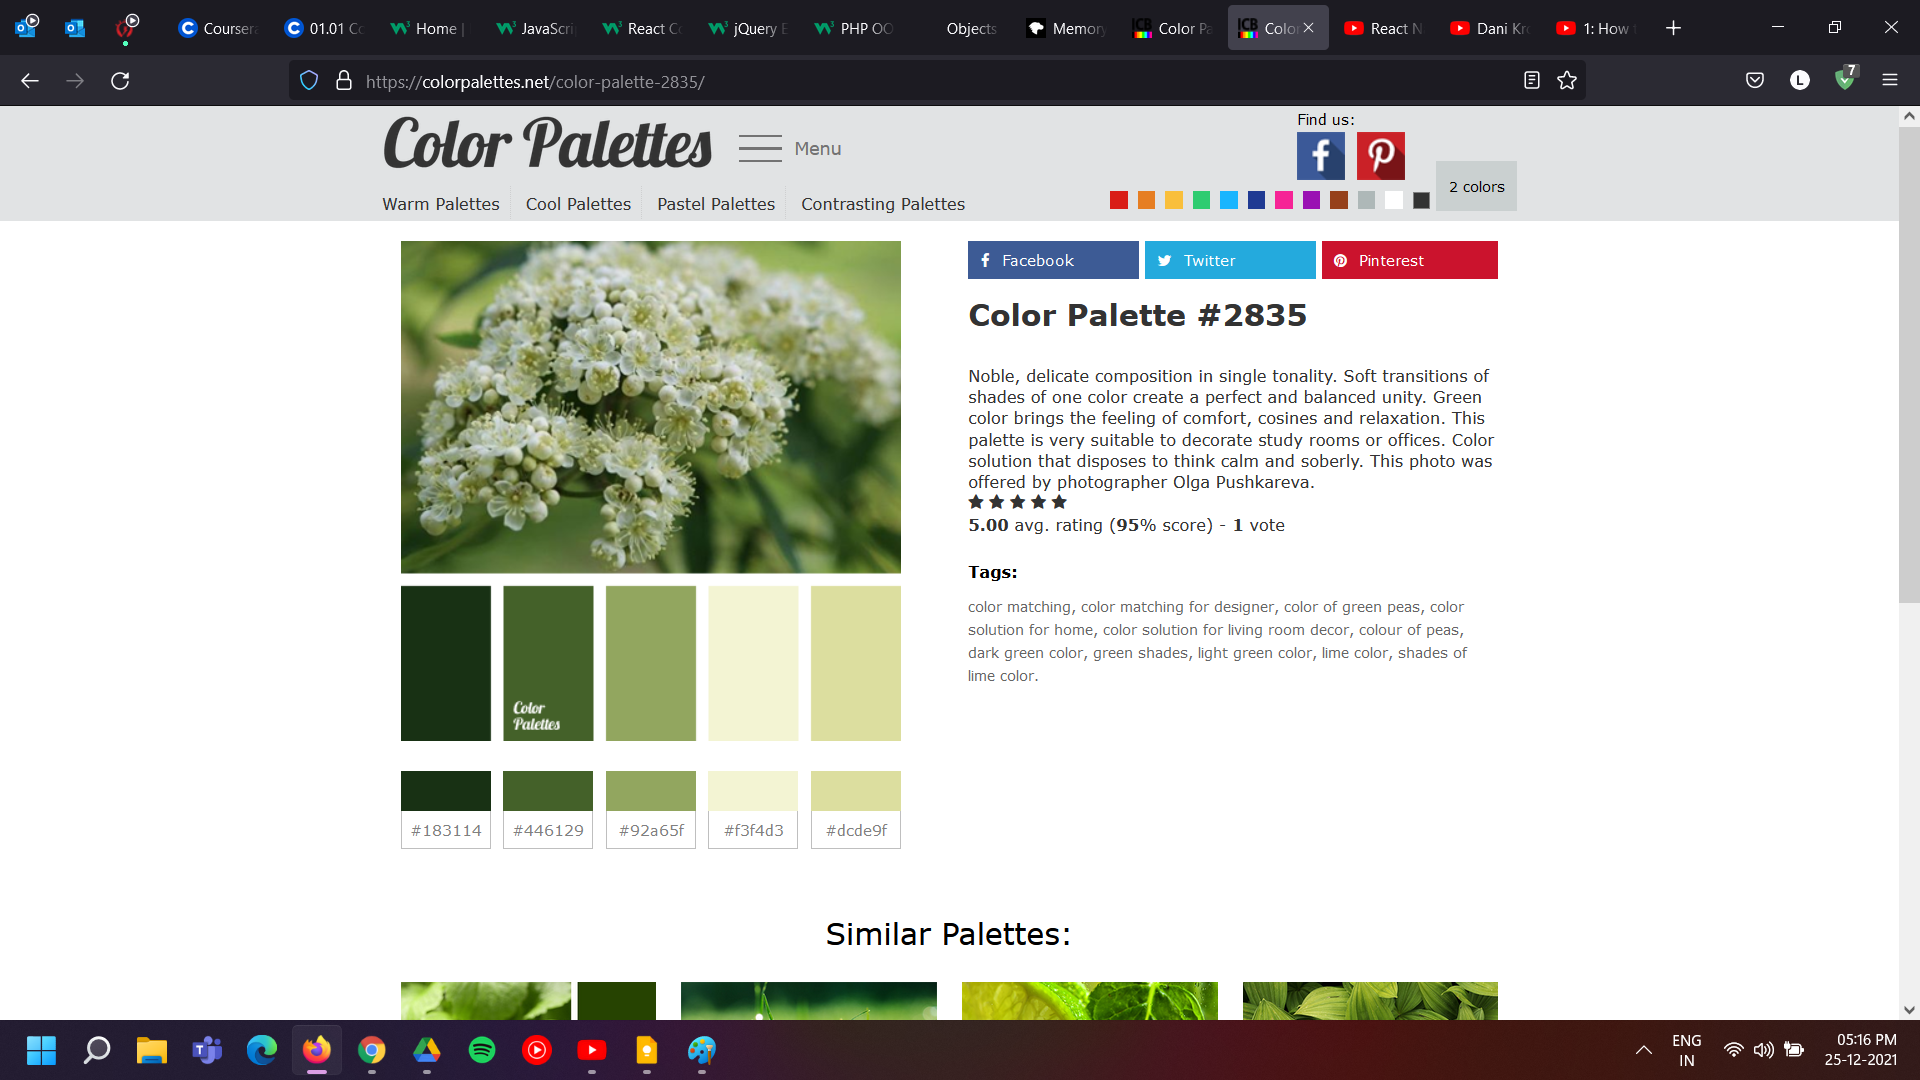 Coursera
01.01 Co
Home |
JavaScri
React Co
jQuery E
PHP OO
Objects
Memory
Color Pa
Color
React N
Dani Kro
1: How t
https://colorpalettes.net/color-palette-2835/
L
7
Color Palettes
Menu
Find us:
2 colors
Warm Palettes
Cool Palettes
Pastel Palettes
Contrasting Palettes
Facebook
Twitter
Pinterest
Color Palette #2835
Noble, delicate composition in single tonality. Soft transitions of
shades of one color create a perfect and balanced unity. Green
color brings the feeling of comfort, cosines and relaxation. This
palette is very suitable to decorate study rooms or offices. Color
solution that disposes to think calm and soberly. This photo was
offered by photographer Olga Pushkareva.
5.00 avg. rating (95% score) - 1 vote
Tags:
color matching, color matching for designer, color of green peas, color
solution for home, color solution for living room decor, colour of peas,
dark green color, green shades, light green color, lime color, shades of
lime color.
Color
Palettes
#183114
#446129
#92a65f
#f3f4d3
#dcde9f
Similar Palettes:
ENG
IN
05:16 PM
25-12-2021